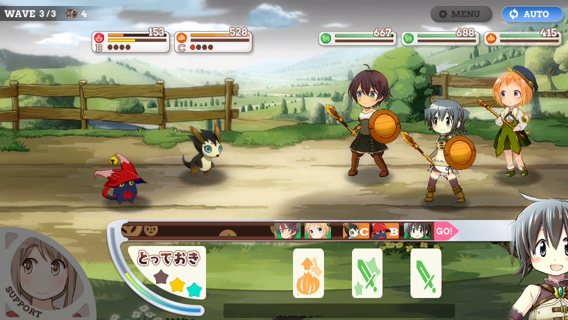 WAVE 3/3 4
MENU
AUTO
153
528
667
688
415
B
C
C
B
GO!
とっておき
SUPPORT